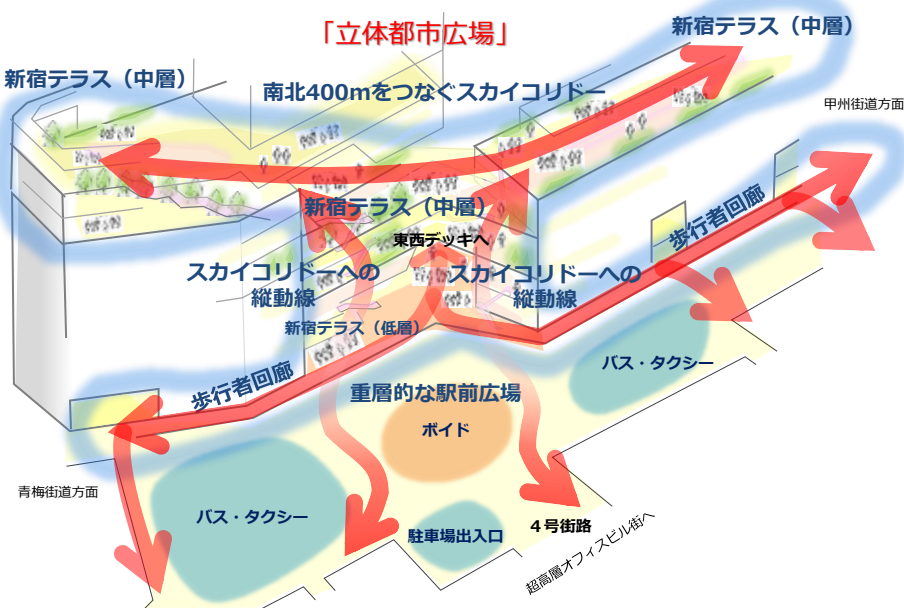 「立体都市広場」
新宿テラス（中層）
新宿テラス（中層）
南北400mをつなぐスカイコリドー
甲州街道方面
新宿テラス（中層）
歩行者回廊
東西デッキへ
スカイコリドーへの
縦動線
スカイコリドーへの
縦動線
新宿テラス（低層）
バス・タクシー
歩行者回廊
重層的な駅前広場
ボイド
青梅街道方面
バス・タクシー
４号街路
駐車場出入口
超高層オフィスビル街へ